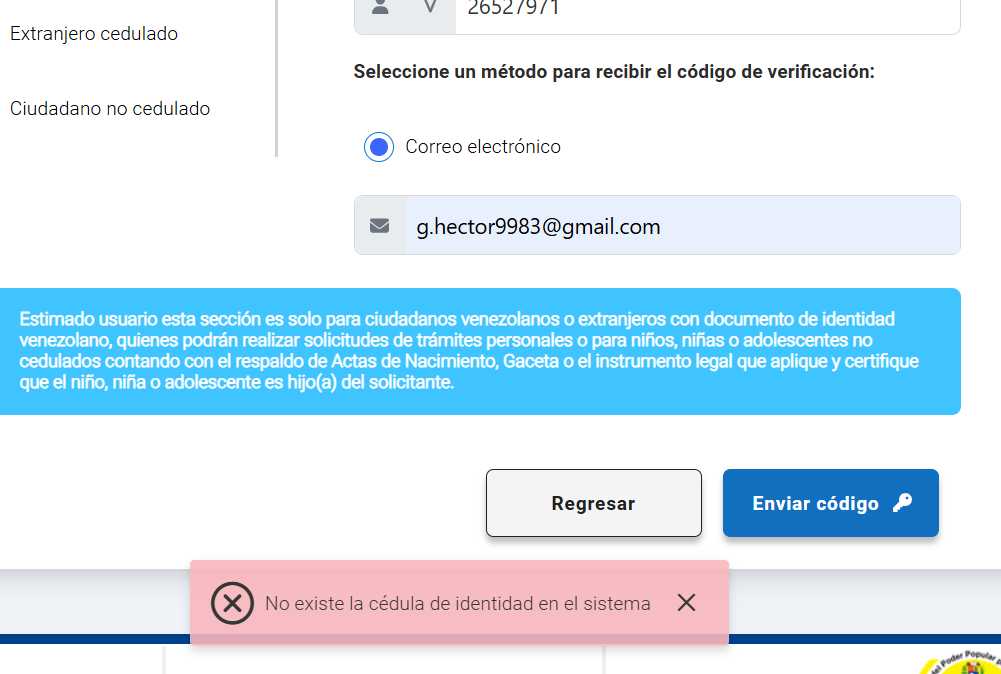 Extranjero cedulado
Ciudadano no cedulado
V 26527971
Seleccione un método para recibir el código de verificación:
Correo electrónico
g.hector9983@gmail.com
Estimado usuario esta sección es solo para ciudadanos venezolanos o extranjeros con documento de identidad
venezolano, quienes podrán realizar solicitudes de trámites personales o para niños, niñas o adolescentes no
cedulados contando con el respaldo de Actas de Nacimiento, Gaceta o el instrumento legal que aplique y certifique
que el niño, niña o adolescente es hijo(a) del solicitante.
Regresar
Enviar código
No existe la cédula de identidad en el sistema
del Poder Popular